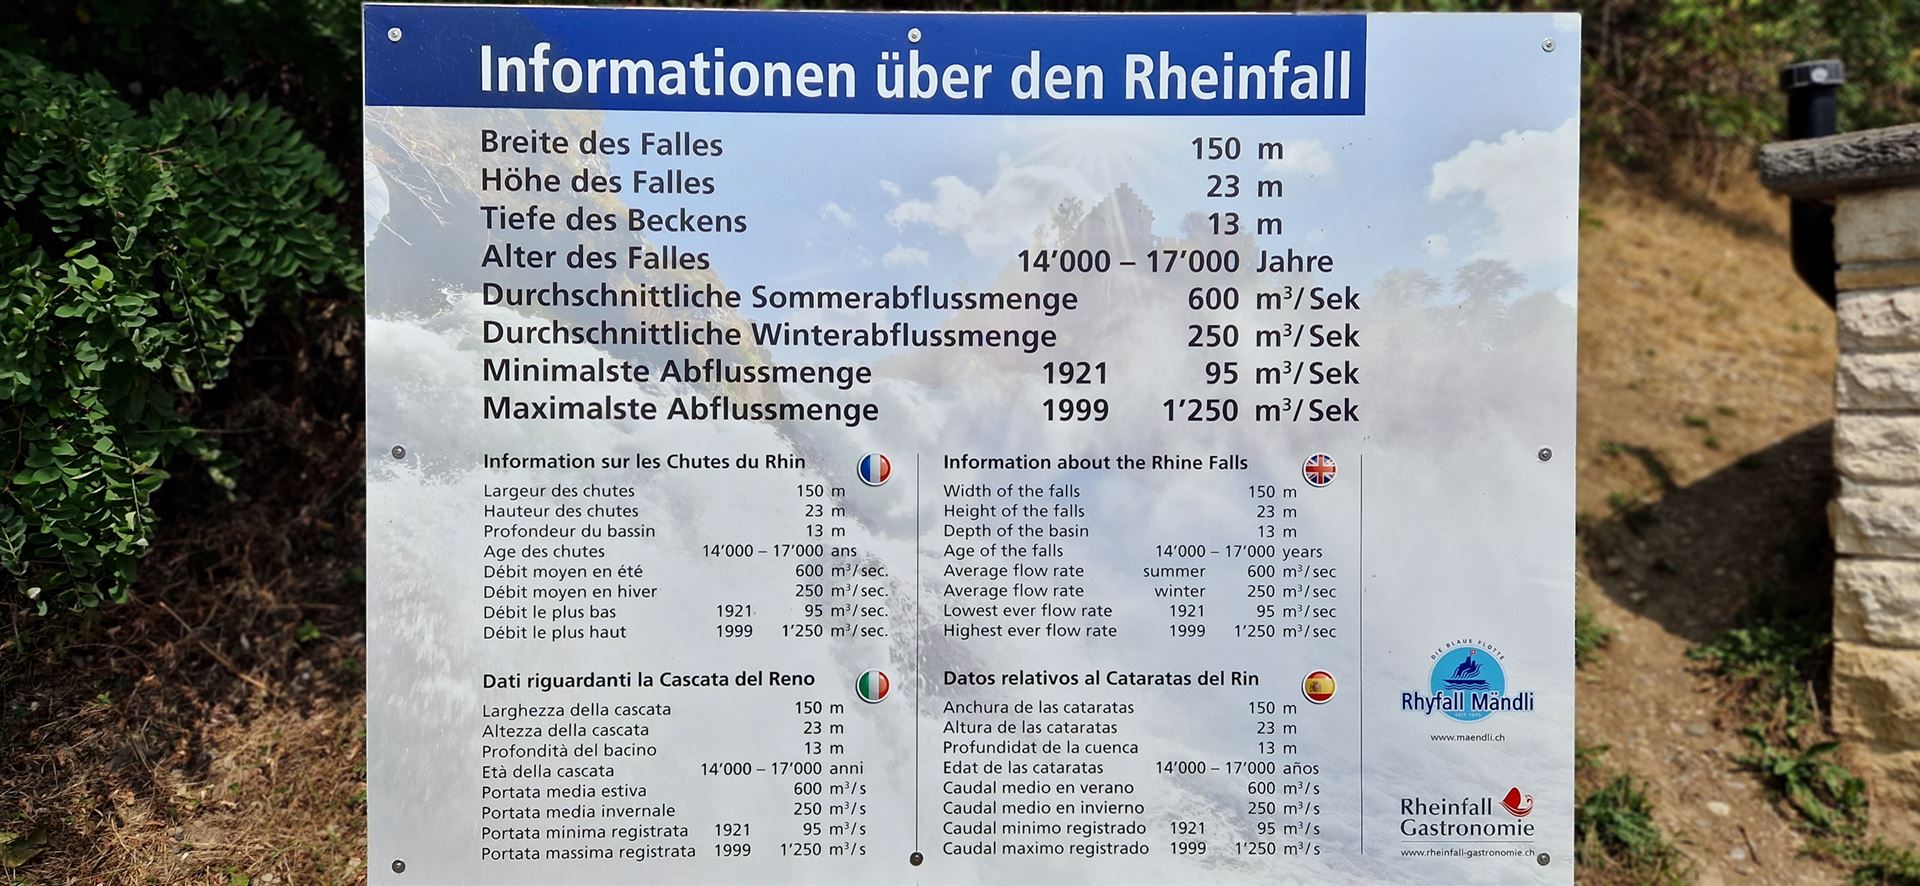 Informationen über den Rheinfall
Breite des Falles 150 m
Höhe des Falles 23 m
Tiefe des Beckens 13 m
Alter des Falles 14’000 – 17’000 Jahre
Durchschnittliche Sommerabflussmenge 600 m³/Sek
Durchschnittliche Winterabflussmenge 250 m³/Sek
Minimalste Abflussmenge 1921 95 m³/Sek
Maximalste Abflussmenge 1999 1’250 m³/Sek
Information sur les Chutes du Rhin
Largeur des chutes 150 m
Hauteur des chutes 23 m
Profondeur du bassin 13 m
Age des chutes 14’000 – 17’000 ans
Débit moyen en été 600 m³/sec.
Débit moyen en hiver 250 m³/sec.
Débit le plus bas 1921 95 m³/sec.
Débit le plus haut 1999 1’250 m³/sec.
Information about the Rhine Falls
Width of the falls 150 m
Height of the falls 23 m
Depth of the basin 13 m
Age of the falls 14’000 – 17’000 years
Average flow rate summer 600 m³/sec
Average flow rate winter 250 m³/sec
Lowest ever flow rate 1921 95 m³/sec
Highest ever flow rate 1999 1’250 m³/sec
Dati riguardanti la Cascata del Reno
Larghezza della cascata 150 m
Altezza della cascata 23 m
Profondità del bacino 13 m
Età della cascata 14’000 – 17’000 anni
Portata media estiva 600 m³/s
Portata media invernale 250 m³/s
Portata minima registrata 1921 95 m³/s
Portata massima registrata 1999 1’250 m³/s
Datos relativos al Cataratas del Rin
Anchura de las cataratas 150 m
Altura de las cataratas 23 m
Profundidat de la cuenca 13 m
Edat de las cataratas 14’000 – 17’000 años
Caudal medio en verano 600 m³/s
Caudal medio en invierno 250 m³/s
Caudal minimo registrado 1921 95 m³/s
Caudal maximo registrado 1999 1’250 m³/s
DIE BLAUE FLOTTE
Rhyfall Mändli
www.maendli.ch
Rheinfall
Gastronomie
www.rheinfall-gastronomie.ch